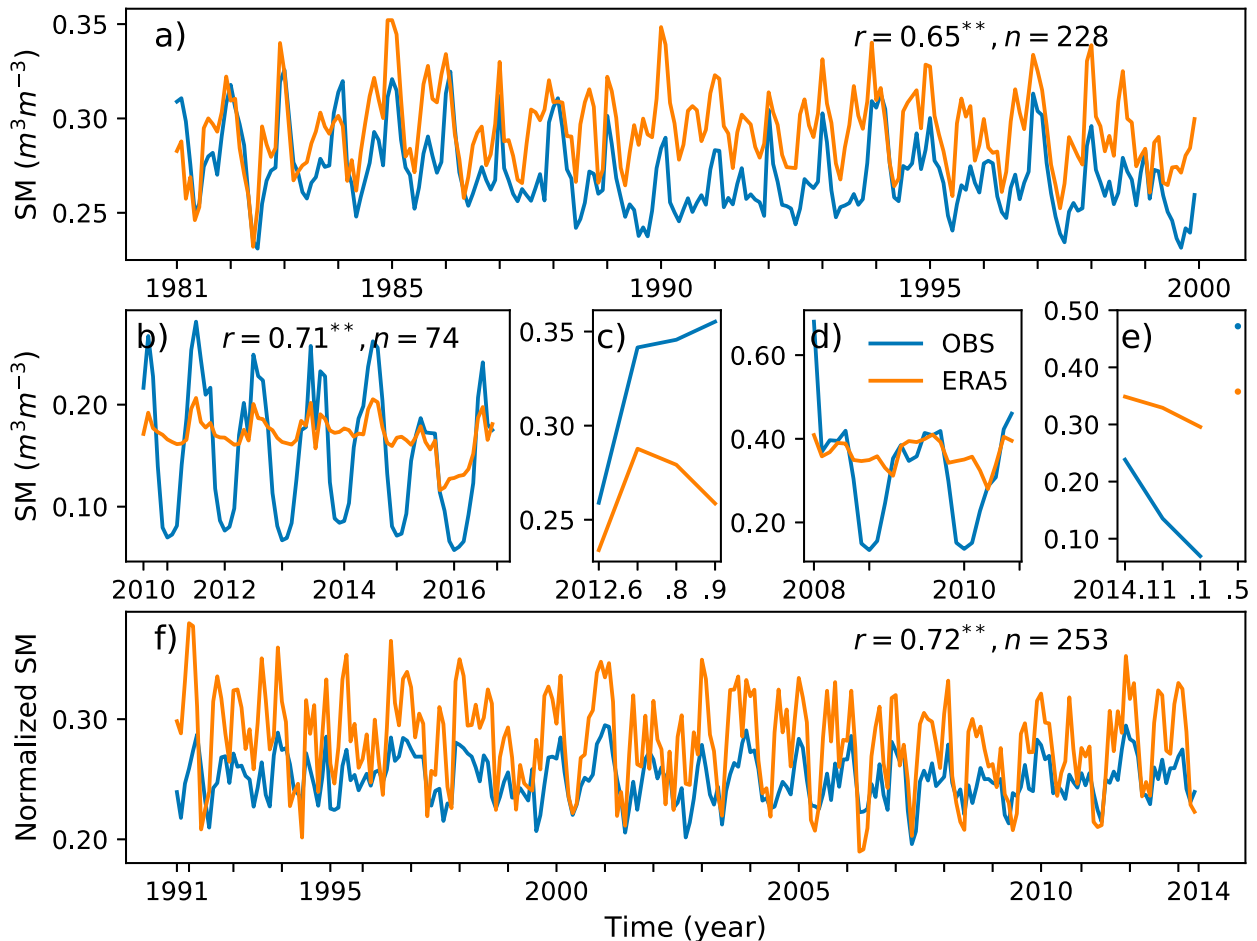 a)
r = 0.65**, n = 228
SM (m³m⁻³)
0.35
0.30
0.25
1981 1985 1990 1995 2000
b)
r = 0.71**, n = 74
SM (m³m⁻³)
0.20
0.10
2010 2012 2014 2016
c)
0.35
0.30
0.25
2012.6 .8 .9
d)
OBS
ERA5
0.60
0.40
0.20
2008 2010
e)
0.50
0.40
0.30
0.20
0.10
2014.11 .1 .5
f)
r = 0.72**, n = 253
Normalized SM
0.30
0.20
1991 1995 2000 2005 2010 2014
Time (year)